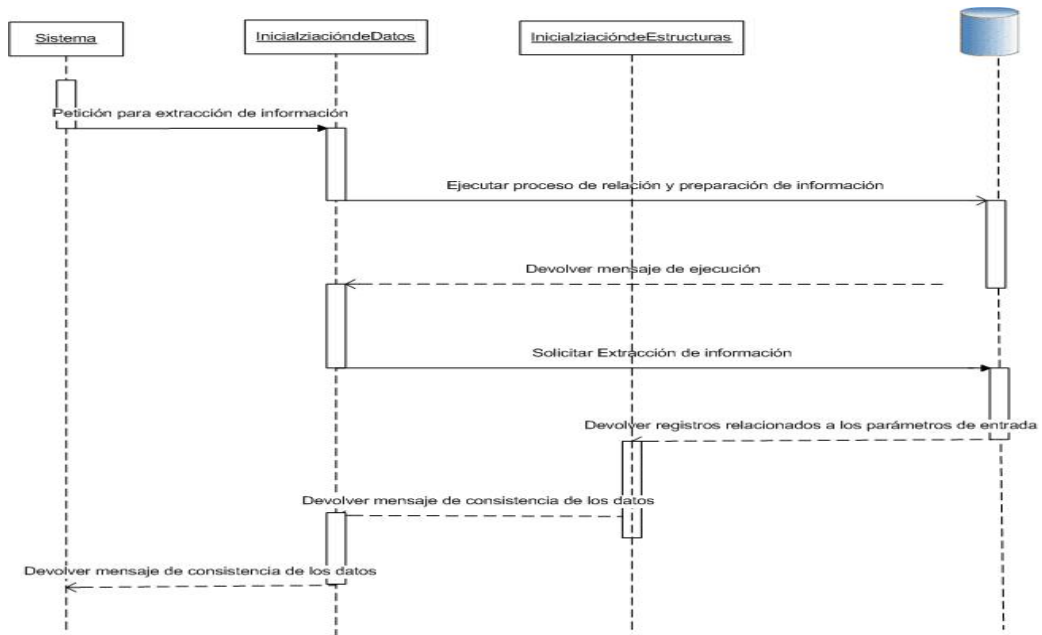 Sistema
InicialziacióndeDatos
InicialziacióndeEstructuras
Petición para extracción de información
Ejecutar proceso de relación y preparación de información
Devolver mensaje de ejecución
Solicitar Extracción de información
Devolver registros relacionados a los parámetros de entrada
Devolver mensaje de consistencia de los datos
Devolver mensaje de consistencia de los datos